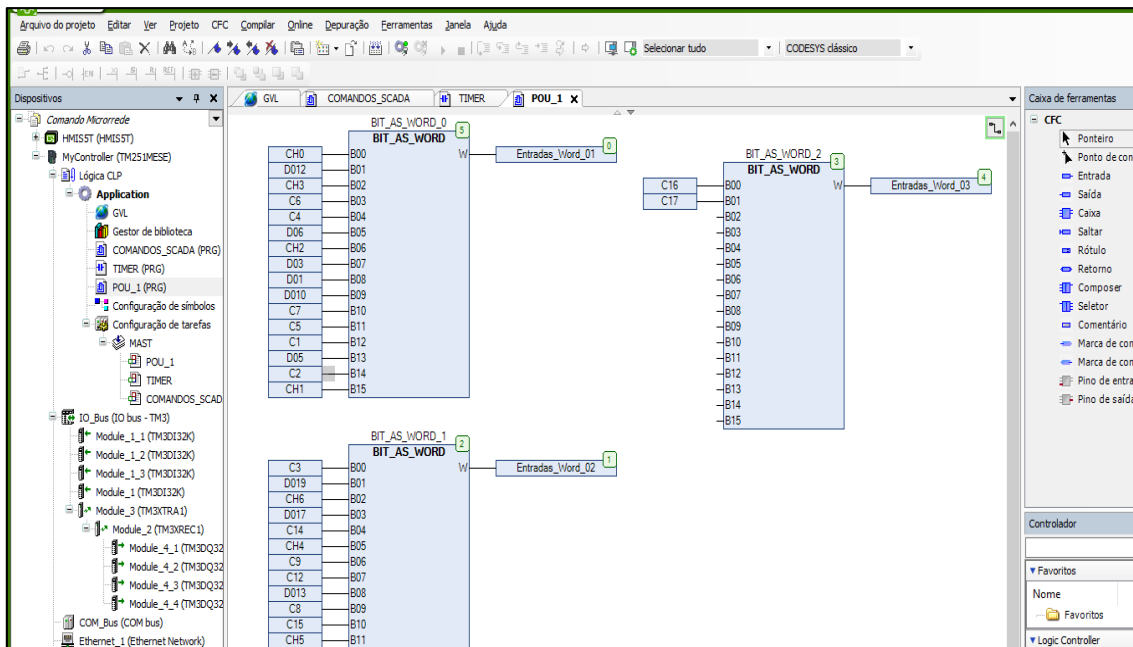 Arquivo do projeto Editar Ver Projeto CFC Compilar Online Depuração Ferramentas Janela Ajuda
Selecionar tudo CODESYS clássico
Dispositivos
Comando Microrrede
HMIS5T (HMIS5T)
MyController (TM251MESE)
Lógica CLP
Application
GVL
Gestor de biblioteca
COMANDOS_SCADA (PRG)
TIMER (PRG)
POU_1 (PRG)
Configuração de símbolos
Configuração de tarefas
MAST
POU_1
TIMER
COMANDOS_SCAD
IO_Bus (IO bus - TM3)
Module_1_1 (TM3DI32K)
Module_1_2 (TM3DI32K)
Module_1_3 (TM3DI32K)
Module_1 (TM3DI32K)
Module_3 (TM3XTRA1)
Module_2 (TM3XREC1)
Module_4_1 (TM3DQ32
Module_4_2 (TM3DQ32
Module_4_3 (TM3DQ32
Module_4_4 (TM3DQ32
COM_Bus (COM bus)
Ethernet_1 (Ethernet Network)
GVL COMANDOS_SCADA TIMER POU_1 X
BIT_AS_WORD_0
5
BIT_AS_WORD
CH0 B00 W Entradas_Word_01 0
D012 B01
CH3 B02
C6 B03
C4 B04
D06 B05
CH2 B06
D03 B07
D01 B08
D010 B09
C7 B10
C5 B11
C1 B12
D05 B13
C2 B14
CH1 B15
BIT_AS_WORD_1
2
BIT_AS_WORD
C3 B00 W Entradas_Word_02 1
D019 B01
CH6 B02
D017 B03
C14 B04
CH4 B05
C9 B06
C12 B07
D013 B08
C8 B09
C15 B10
CH5 B11
BIT_AS_WORD_2
3
BIT_AS_WORD
C16 B00 W Entradas_Word_03 4
C17 B01
B02
B03
B04
B05
B06
B07
B08
B09
B10
B11
B12
B13
B14
B15
Caixa de ferramentas
CFC
Ponteiro
Ponto de con
Entrada
Saída
Caixa
Saltar
Rótulo
Retorno
Composer
Seletor
Comentário
Marca de con
Marca de con
Pino de entra
Pino de saída
Controlador
Favoritos
Nome
Favoritos
Logic Controller